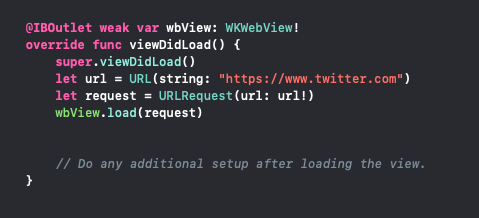 @IBOutlet weak var wbView: WKWebView!
override func viewDidLoad() {
    super.viewDidLoad()
    let url = URL(string: "https://www.twitter.com")
    let request = URLRequest(url: url!)
    wbView.load(request)


    // Do any additional setup after loading the view.
}